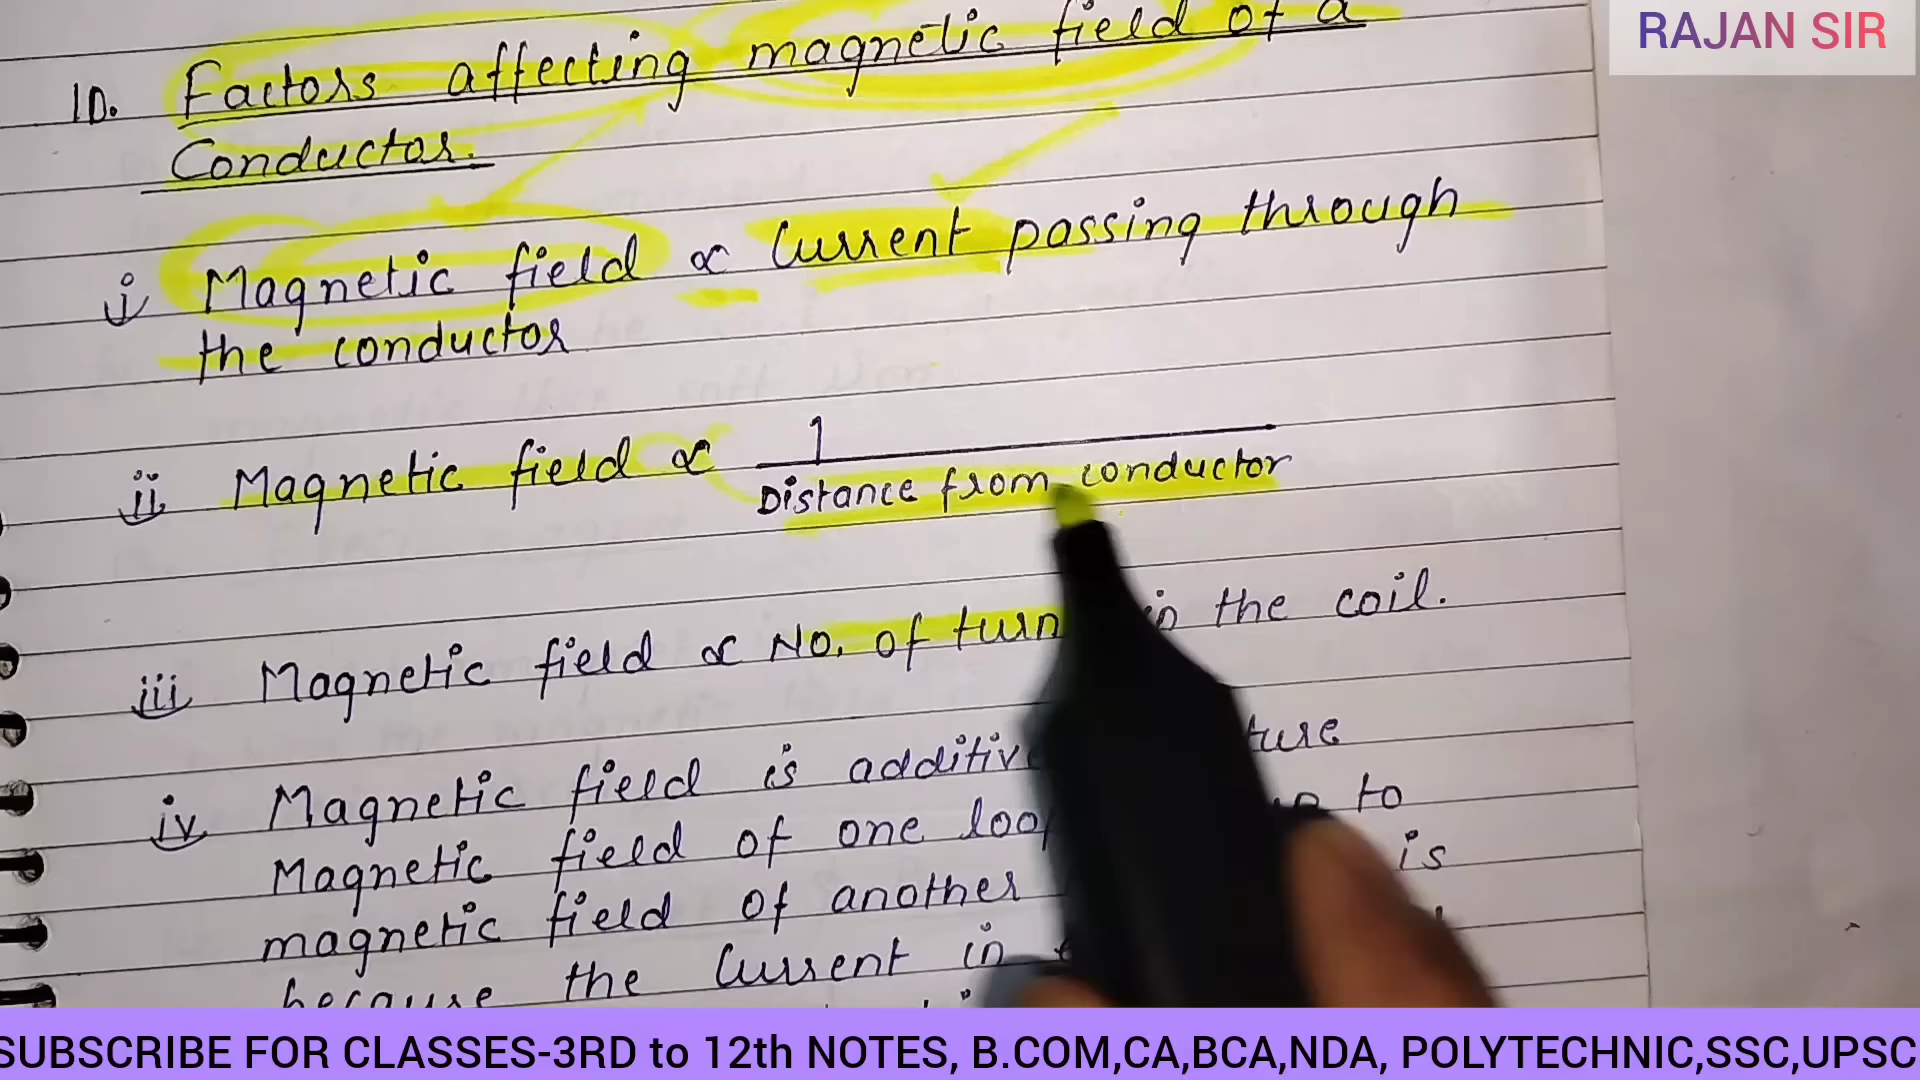 RAJAN SIR
10. Factors affecting magnetic field of a
Conductor.
i Magnetic field ∝ Current passing through
the conductor
ii Magnetic field ∝ 1
Distance from conductor
iii Magnetic field ∝ No. of turn in the coil.
iv Magnetic field is additive
Magnetic field of one loop to
magnetic field of another is
because the Current in
SUBSCRIBE FOR CLASSES-3RD to 12th NOTES, B.COM,CA,BCA,NDA, POLYTECHNIC,SSC,UPSC